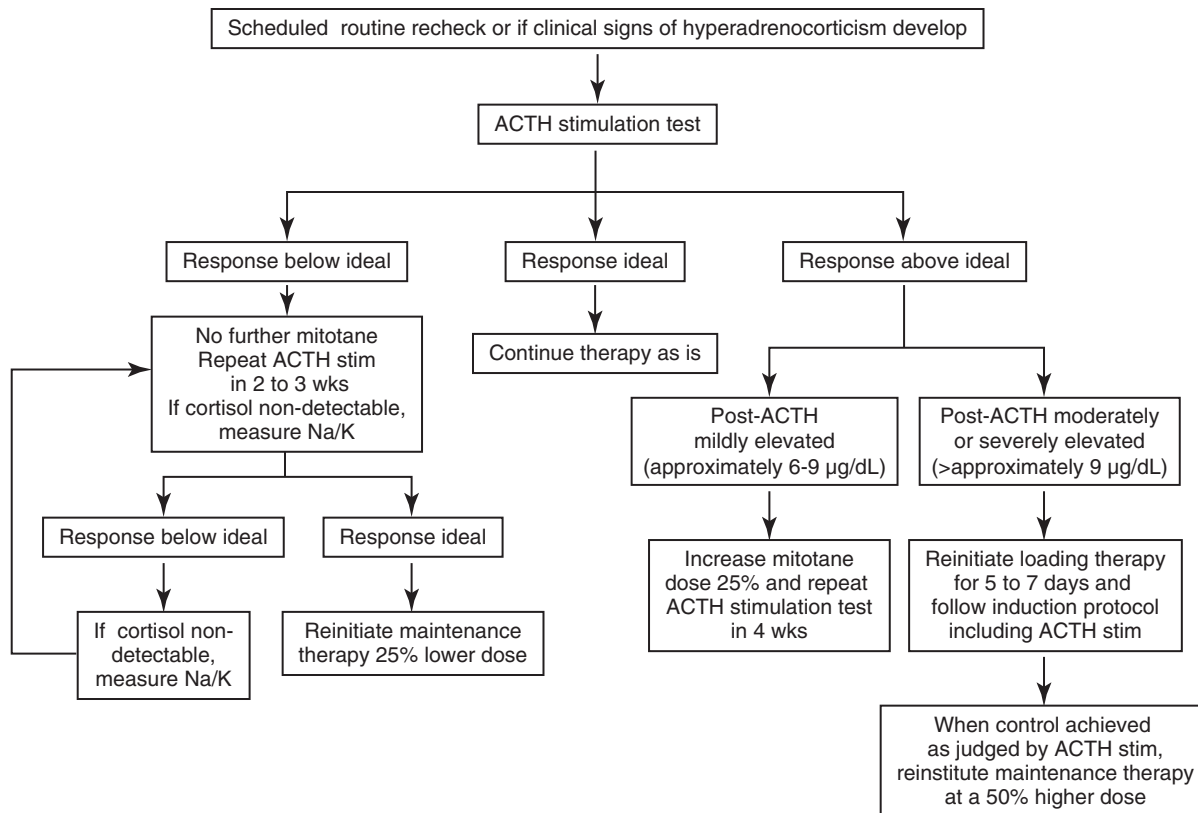 Scheduled routine recheck or if clinical signs of hyperadrenocorticism develop
ACTH stimulation test
Response below ideal
Response ideal
Response above ideal
No further mitotane
Repeat ACTH stim
in 2 to 3 wks
If cortisol non-detectable,
measure Na/K
Continue therapy as is
Post-ACTH
mildly elevated
(approximately 6-9 µg/dL)
Post-ACTH moderately
or severely elevated
(>approximately 9 µg/dL)
Response below ideal
Response ideal
Increase mitotane
dose 25% and repeat
ACTH stimulation test
in 4 wks
Reinitiate loading therapy
for 5 to 7 days and
follow induction protocol
including ACTH stim
If cortisol non-
detectable,
measure Na/K
Reinitiate maintenance
therapy 25% lower dose
When control achieved
as judged by ACTH stim,
reinstitute maintenance therapy
at a 50% higher dose